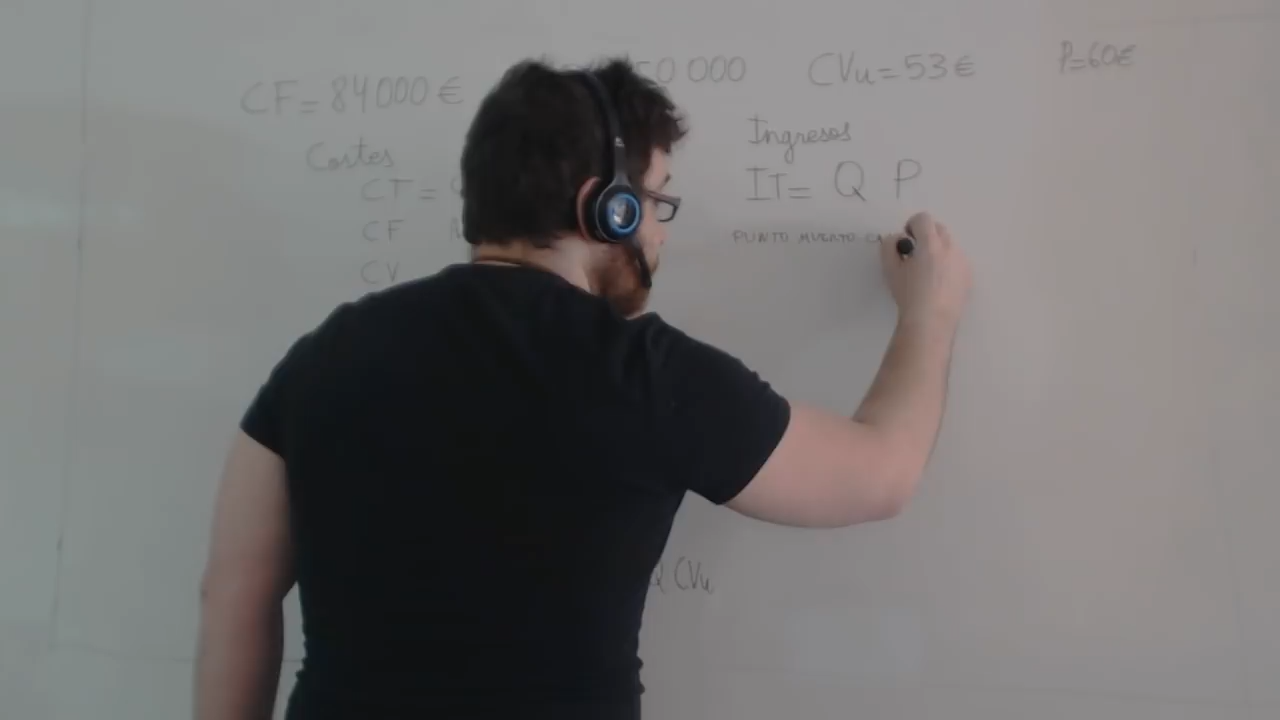 CF = 84000 € 50 000 CVu = 53 € P = 60 €
Costes
CT =
CF
CV
Ingresos
IT = Q P
PUNTO MUERTO
Q CVu